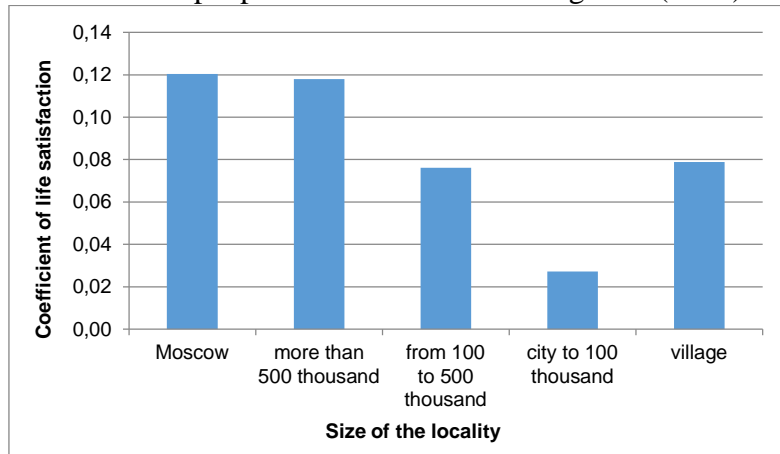 0,14
0,12
0,10
0,08
0,06
0,04
0,02
0,00
Coefficient of life satisfaction
Moscow
more than
500 thousand
from 100
to 500
thousand
city to 100
thousand
village
Size of the locality